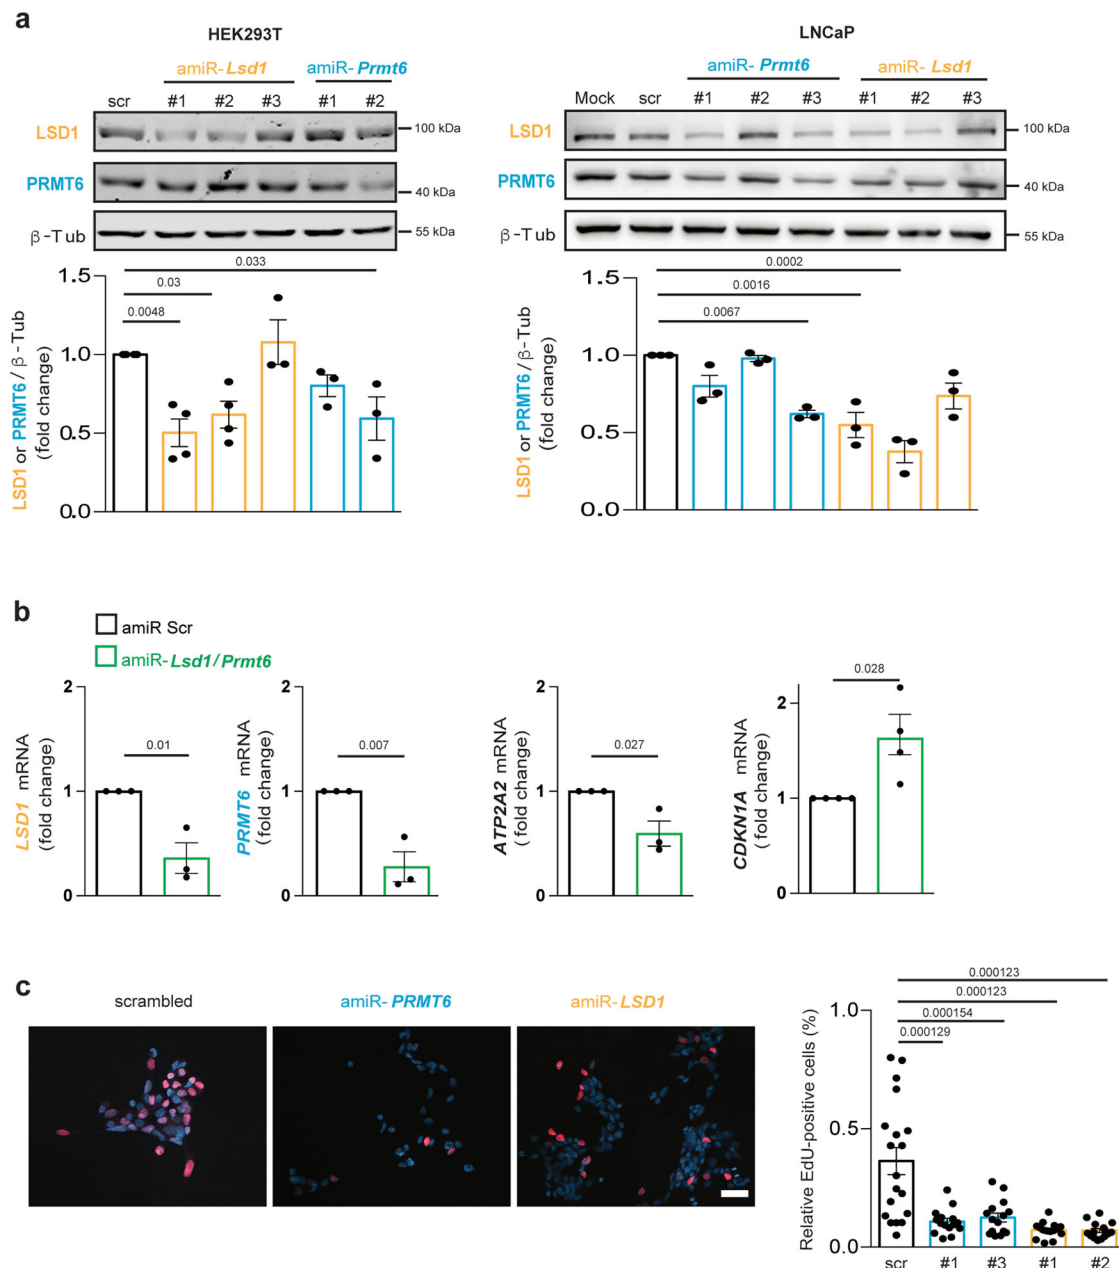 a
HEK293T
amiR-Lsd1 amiR-Prmt6
scr #1 #2 #3 #1 #2
LSD1 100 kDa
PRMT6 40 kDa
β-Tub 55 kDa
0.033
0.03
0.0048
1.5
1.0
0.5
0.0
LSD1 or PRMT6 / β-Tub
(fold change)
LNCaP
amiR-Prmt6 amiR-Lsd1
Mock scr #1 #2 #3 #1 #2 #3
LSD1 100 kDa
PRMT6 40 kDa
β-Tub 55 kDa
0.0002
0.0016
0.0067
1.5
1.0
0.5
0.0
LSD1 or PRMT6 / β-Tub
(fold change)
b
amiR Scr
amiR-Lsd1/Prmt6
LSD1 mRNA
(fold change)
2
1
0
0.01
PRMT6 mRNA
(fold change)
2
1
0
0.007
ATP2A2 mRNA
(fold change)
2
1
0
0.027
CDKN1A mRNA
(fold change)
2
1
0
0.028
c
scrambled amiR-PRMT6 amiR-LSD1
0.000123
0.000123
0.000154
0.000129
Relative EdU-positive cells (%)
1.0
0.5
0.0
scr #1 #3 #1 #2